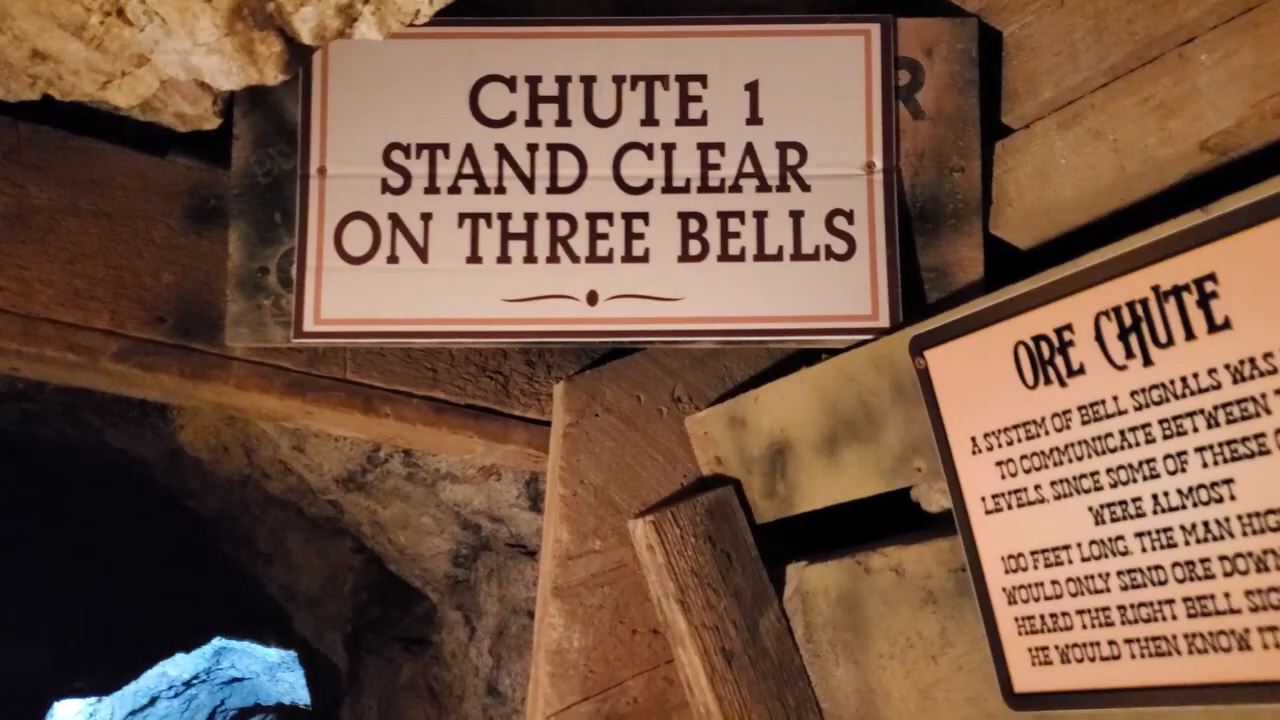 CHUTE 1
STAND CLEAR
ON THREE BELLS
R
ORE CHUTE
A SYSTEM OF BELL SIGNALS WAS
TO COMMUNICATE BETWEEN
LEVELS, SINCE SOME OF THESE
WERE ALMOST
100 FEET LONG. THE MAN
WOULD ONLY SEND ORE
HEARD THE RIGHT BELL
HE WOULD THEN KNOW